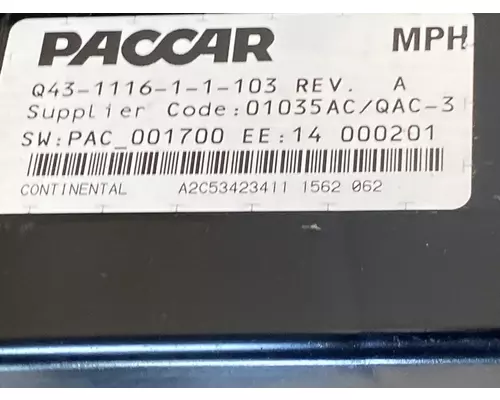 PACCAR MPH
Q43-1116-1-1-103 REV. A
Supplier Code:01035AC/QAC-3
SW:PAC_001700 EE:14 000201
CONTINENTAL A2C53423411 1562 062